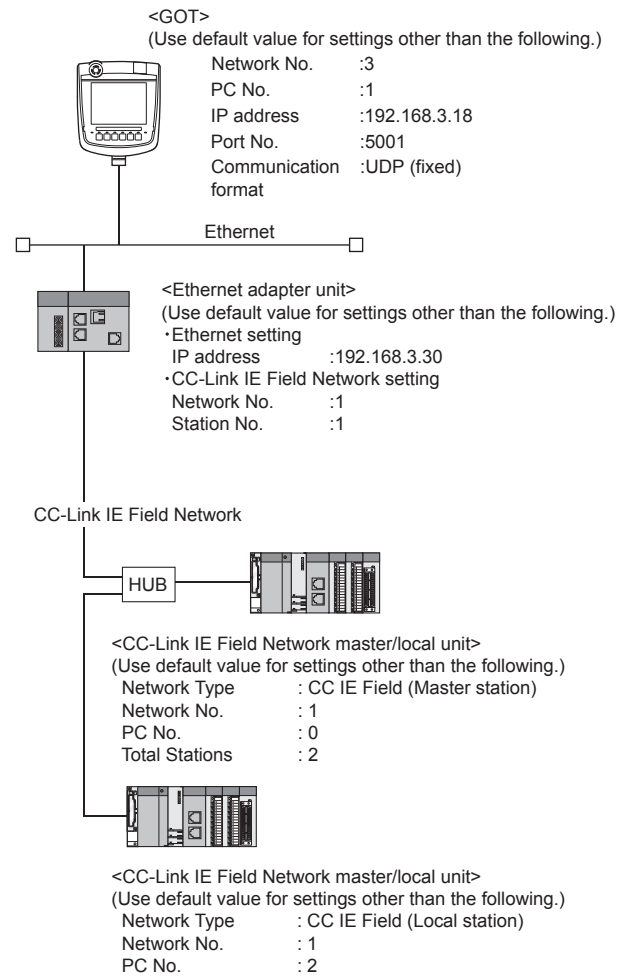 <GOT>
(Use default value for settings other than the following.)
Network No. :3
PC No. :1
IP address :192.168.3.18
Port No. :5001
Communication :UDP (fixed)
format
Ethernet
<Ethernet adapter unit>
(Use default value for settings other than the following.)
・Ethernet setting
IP address :192.168.3.30
・CC-Link IE Field Network setting
Network No. :1
Station No. :1
CC-Link IE Field Network
HUB
<CC-Link IE Field Network master/local unit>
(Use default value for settings other than the following.)
Network Type : CC IE Field (Master station)
Network No. : 1
PC No. : 0
Total Stations : 2
<CC-Link IE Field Network master/local unit>
(Use default value for settings other than the following.)
Network Type : CC IE Field (Local station)
Network No. : 1
PC No. : 2